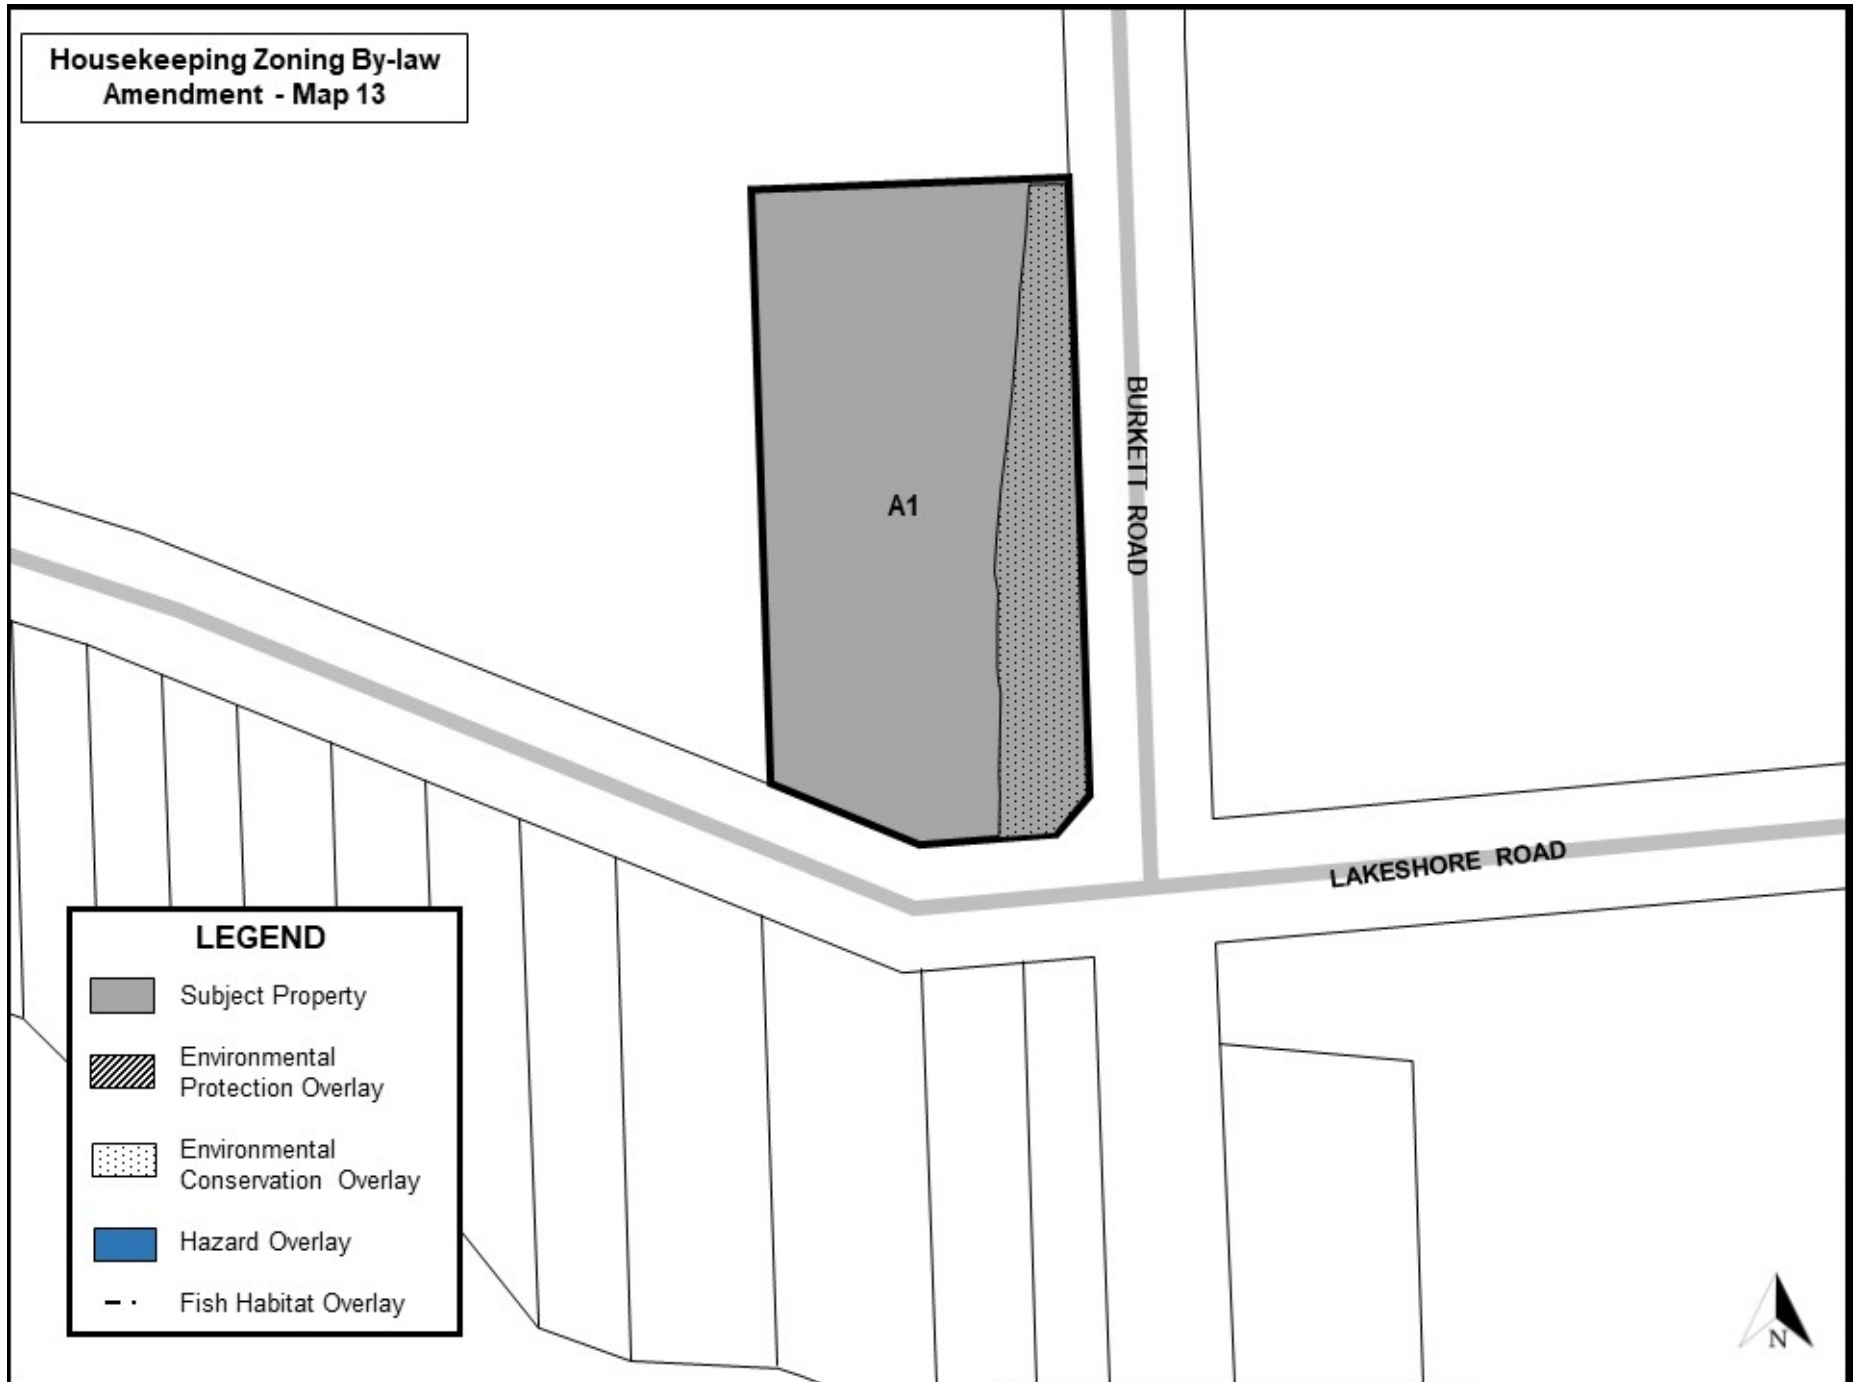 Housekeeping Zoning By-law
Amendment - Map 13
A1
BURKETT ROAD
LAKESHORE ROAD
LEGEND
Subject Property
Environmental
Protection Overlay
Environmental
Conservation Overlay
Hazard Overlay
Fish Habitat Overlay
N